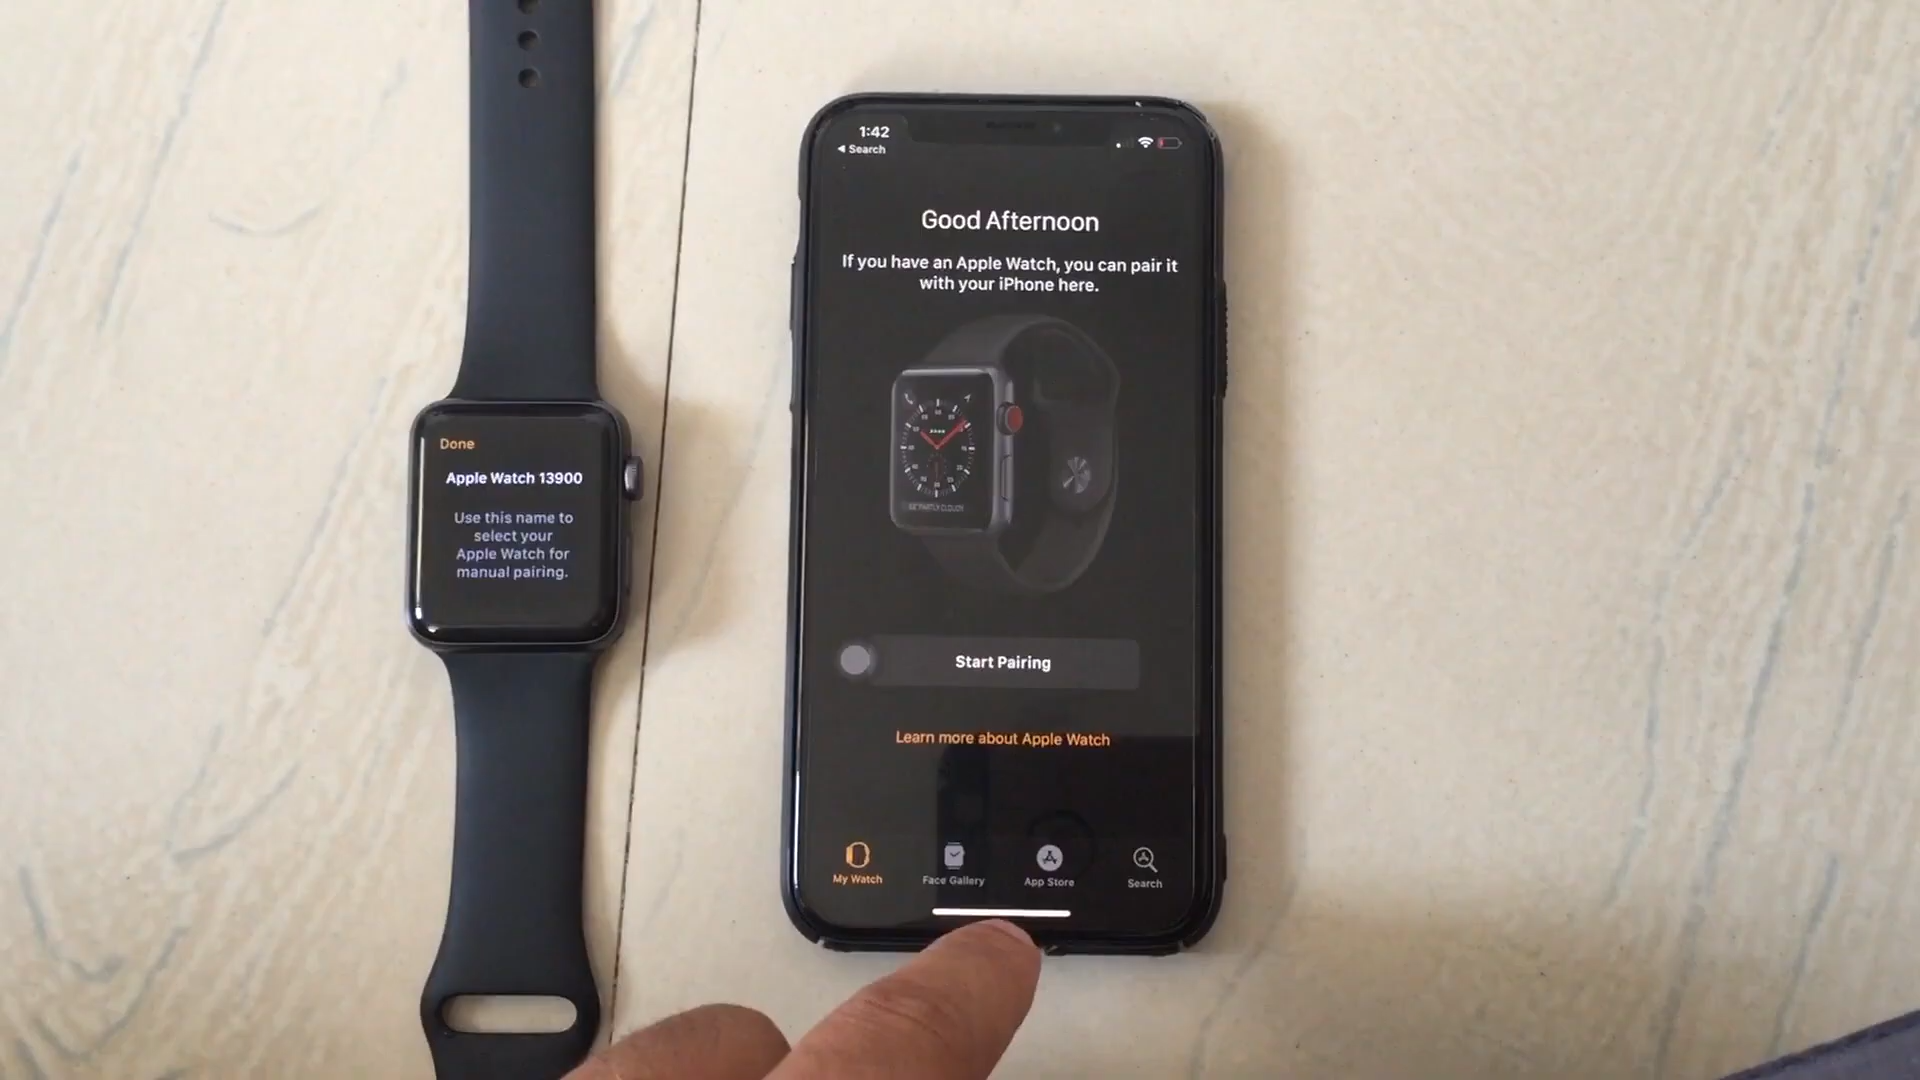 Done
Apple Watch 13900
Use this name to
select your
Apple Watch for
manual pairing.
1:42
◀ Search
Good Afternoon
If you have an Apple Watch, you can pair it
with your iPhone here.
Start Pairing
Learn more about Apple Watch
My Watch
Face Gallery
App Store
Search